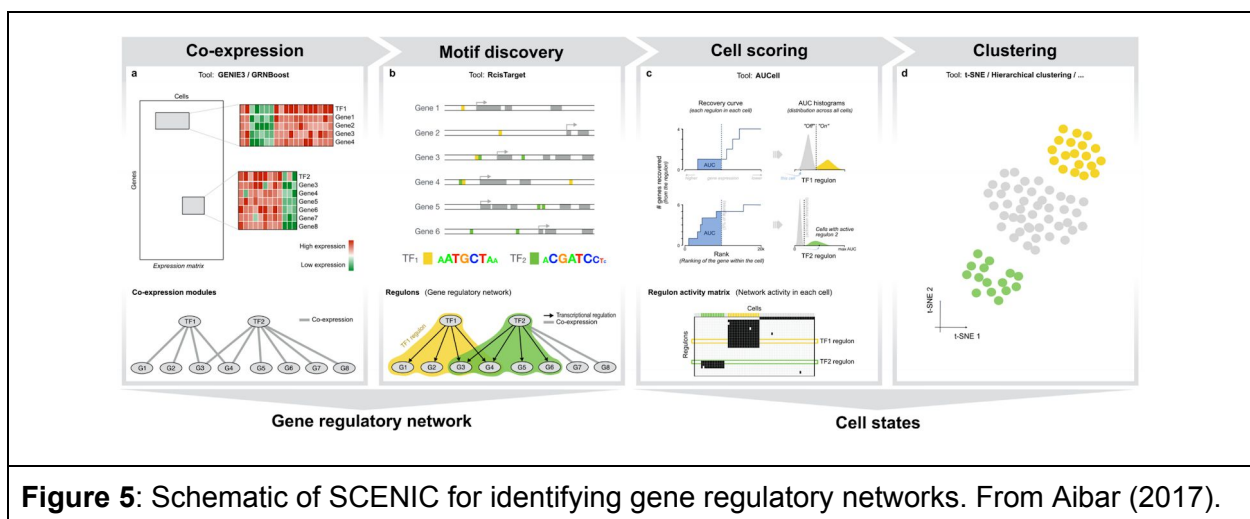 Co-expression
Motif discovery
Cell scoring
Clustering
a
Tool: GENIE3 / GRNBoost
Cells
Genes
TF1
Gene1
Gene2
Gene3
Gene4
TF2
Gene3
Gene4
Gene5
Gene6
Gene7
Gene8
High expression
Low expression
Expression matrix
Co-expression modules
Co-expression
TF1
TF2
G1 G2 G3 G4 G5 G6 G7 G8
b
Tool: RcisTarget
Gene 1
Gene 2
Gene 3
Gene 4
Gene 5
Gene 6
TF1 AATGCTAA TF2 ACGATCCTc
Regulons (Gene regulatory network)
Transcriptional regulation
Co-expression
TF1 regulon
TF1
TF2
G1 G2 G3 G4 G5 G6 G7 G8
c
Tool: AUCell
Recovery curve
(each regulon in each cell)
AUC histograms
(distribution across all cells)
"Off" "On"
AUC
TF1 regulon
# genes recovered
(from the regulon)
AUC
Cells with active
regulon 2
0 20k
max AUC
Rank
(Ranking of the gene within the cell)
TF2 regulon
Regulon activity matrix (Network activity in each cell)
Cells
Regulons
TF1 regulon
TF2 regulon
d
Tool: t-SNE / Hierarchical clustering / ...
t-SNE 2
t-SNE 1
Gene regulatory network
Cell states
Figure 5: Schematic of SCENIC for identifying gene regulatory networks. From Aibar (2017).